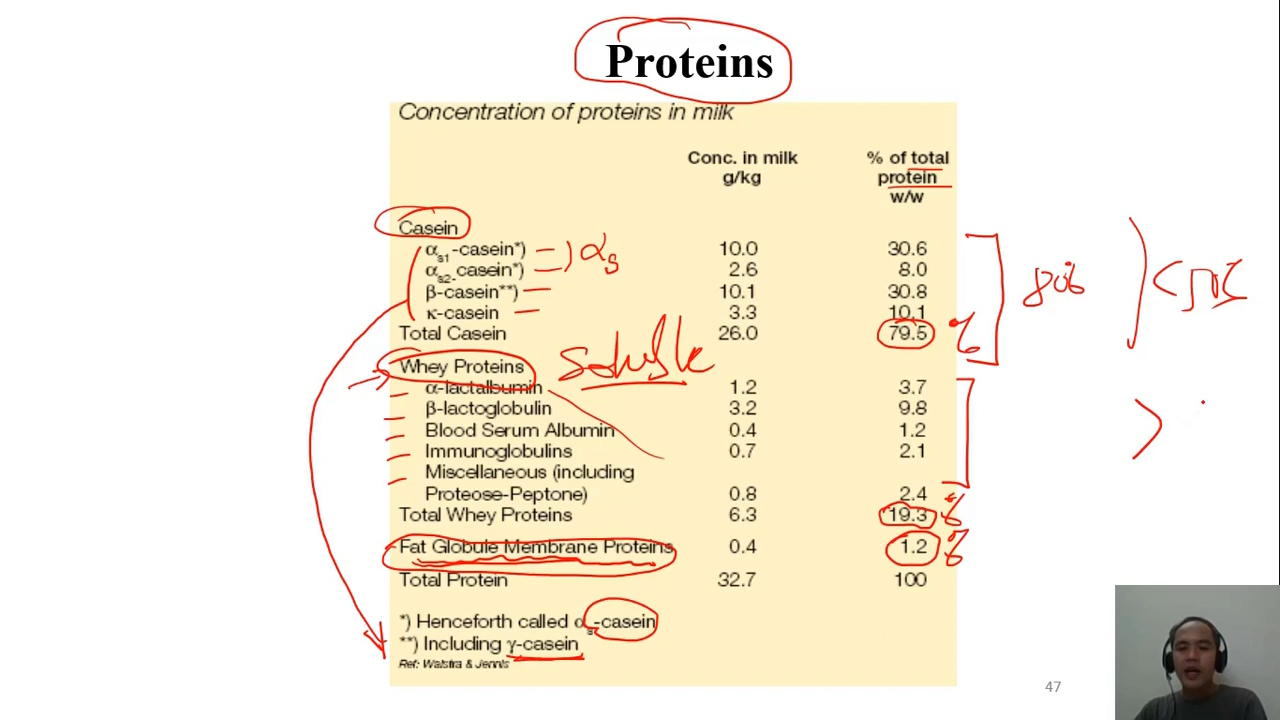 Proteins
Concentration of proteins in milk
Conc. in milk % of total
g/kg protein
w/w
Casein
αs1-casein*) 10.0 30.6
αs2-casein*) 2.6 8.0
αs
β-casein**) 10.1 30.8
κ-casein 3.3 10.1
Total Casein 26.0 79.5 %
80%
Whey Proteins soluble
α-lactalbumin 1.2 3.7
β-lactoglobulin 3.2 9.8
Blood Serum Albumin 0.4 1.2
Immunoglobulins 0.7 2.1
Miscellaneous (including
Proteose-Peptone) 0.8 2.4
Total Whey Proteins 6.3 19.3 %
Fat Globule Membrane Proteins 0.4 1.2 %
Total Protein 32.7 100
*) Henceforth called αs-casein
**) Including γ-casein
Ref: Walstra & Jennis
47